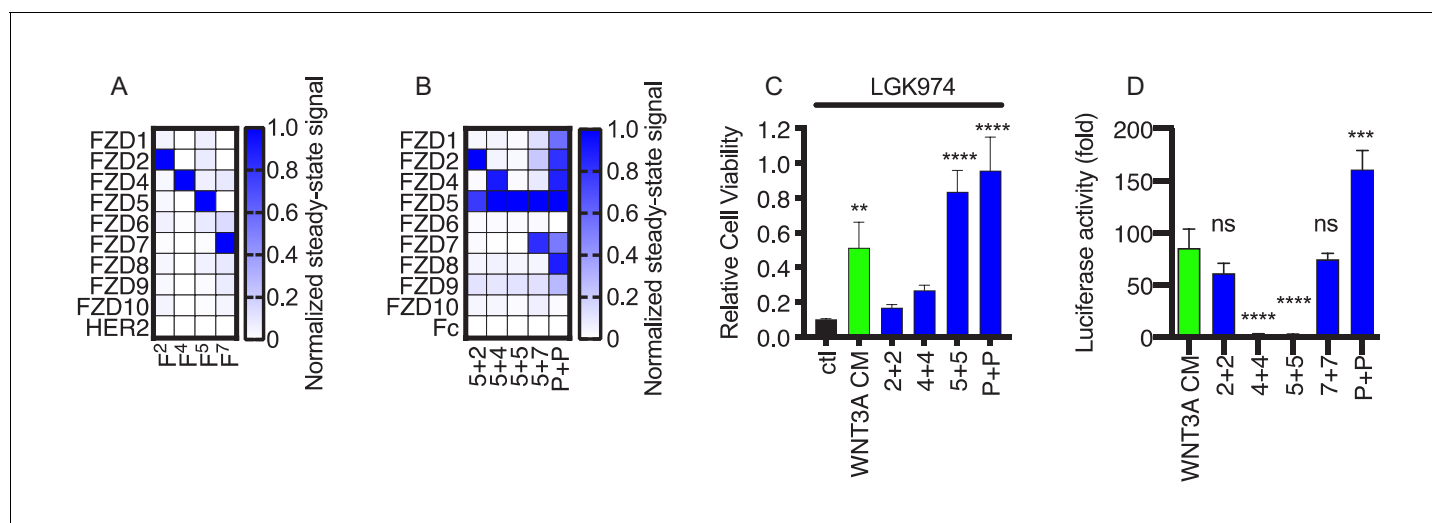 A
FZD1
FZD2
FZD4
FZD5
FZD6
FZD7
FZD8
FZD9
FZD10
HER2
F2
F4
F5
F7
1.0
0.8
0.6
0.4
0.2
0
Normalized steady-state signal
B
FZD1
FZD2
FZD4
FZD5
FZD6
FZD7
FZD8
FZD9
FZD10
Fc
5+2
5+4
5+5
5+7
P+P
1.0
0.8
0.6
0.4
0.2
0
Normalized steady-state signal
C
LGK974
Relative Cell Viability
1.2
1.0
0.8
0.6
0.4
0.2
0.0
**
****
****
ctl
WNT3A CM
2+2
4+4
5+5
P+P
D
Luciferase activity (fold)
200
150
100
50
0
ns
****
****
ns
***
WNT3A CM
2+2
4+4
5+5
7+7
P+P